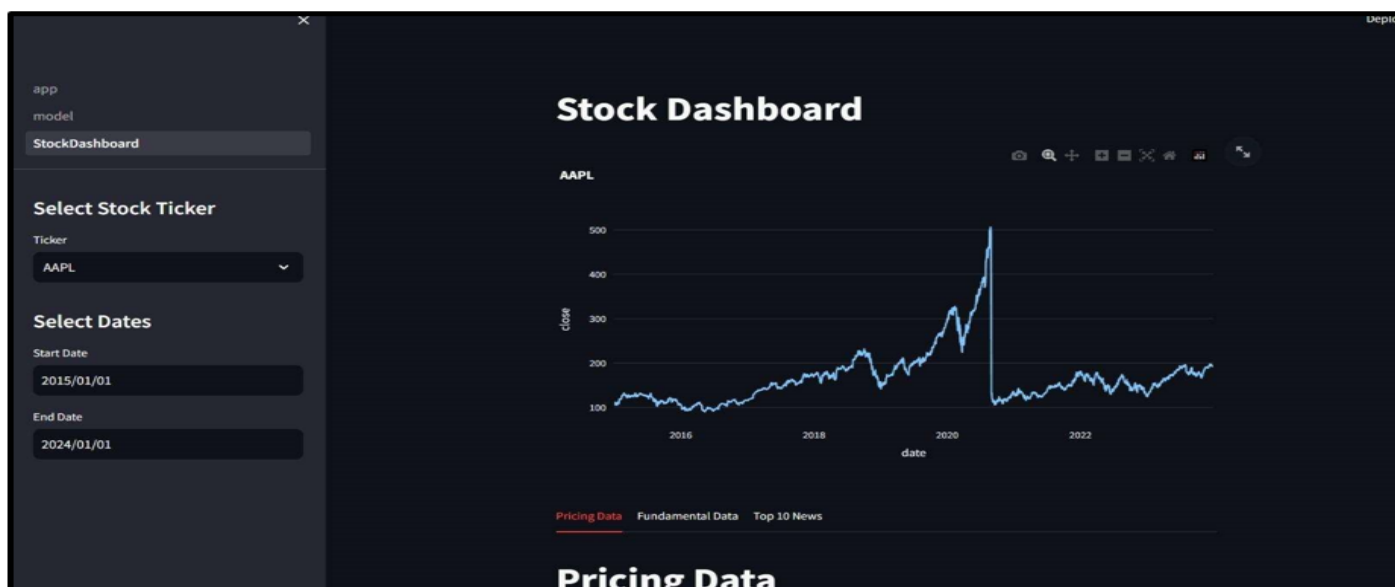 Deplo
app
model
StockDashboard
Select Stock Ticker
Ticker
AAPL
Select Dates
Start Date
2015/01/01
End Date
2024/01/01
Stock Dashboard
AAPL
500
400
300
200
100
close
2016
2018
2020
2022
date
Pricing Data Fundamental Data Top 10 News
Pricing Data